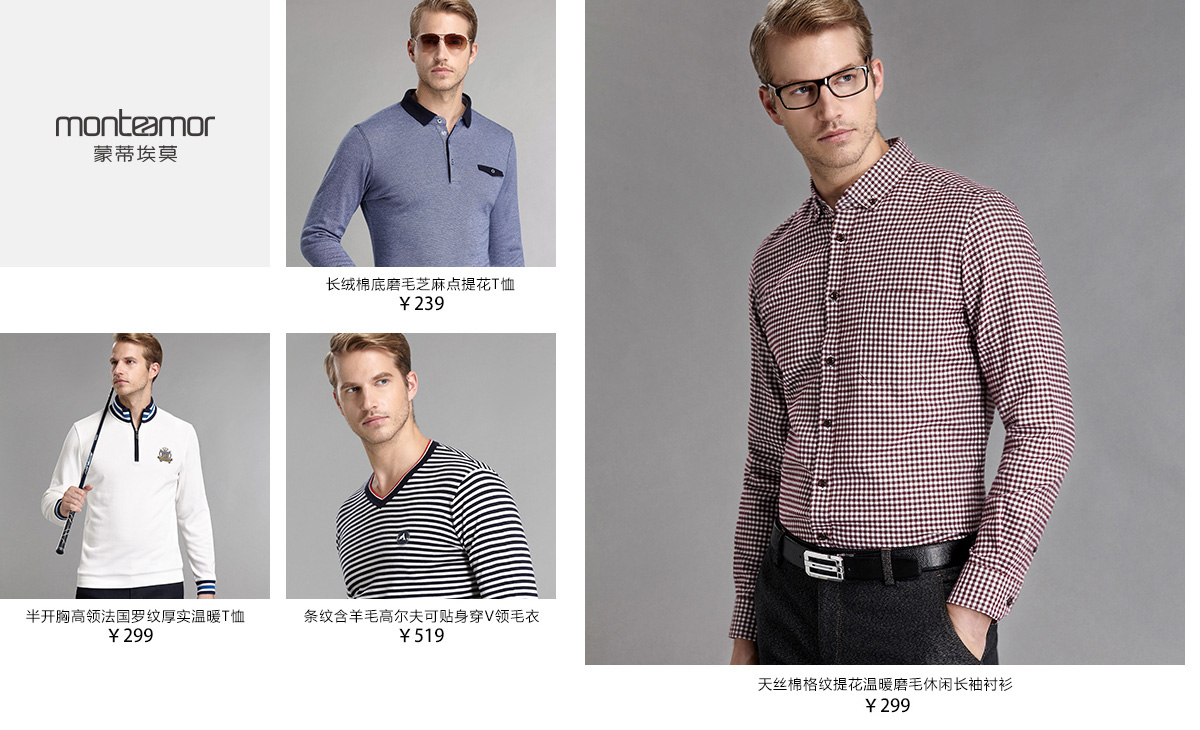 monteamor
蒙蒂埃莫
长绒棉底磨毛芝麻点提花T恤
￥239
半开胸高领法国罗纹厚实温暖T恤
￥299
条纹含羊毛高尔夫可贴身穿V领毛衣
￥519
天丝棉格纹提花温暖磨毛休闲长袖衬衫
￥299